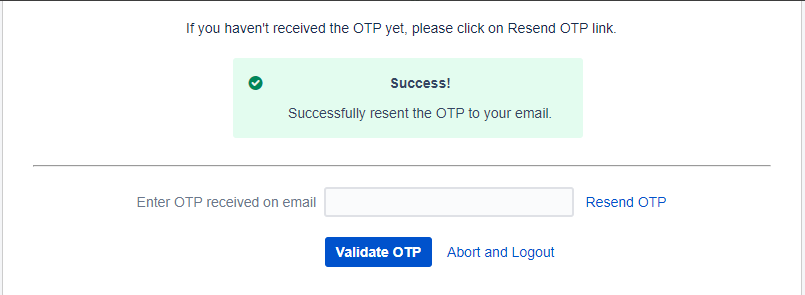 If you haven't received the OTP yet, please click on Resend OTP link.
Success!
Successfully resent the OTP to your email.
Enter OTP received on email Resend OTP
Validate OTP Abort and Logout